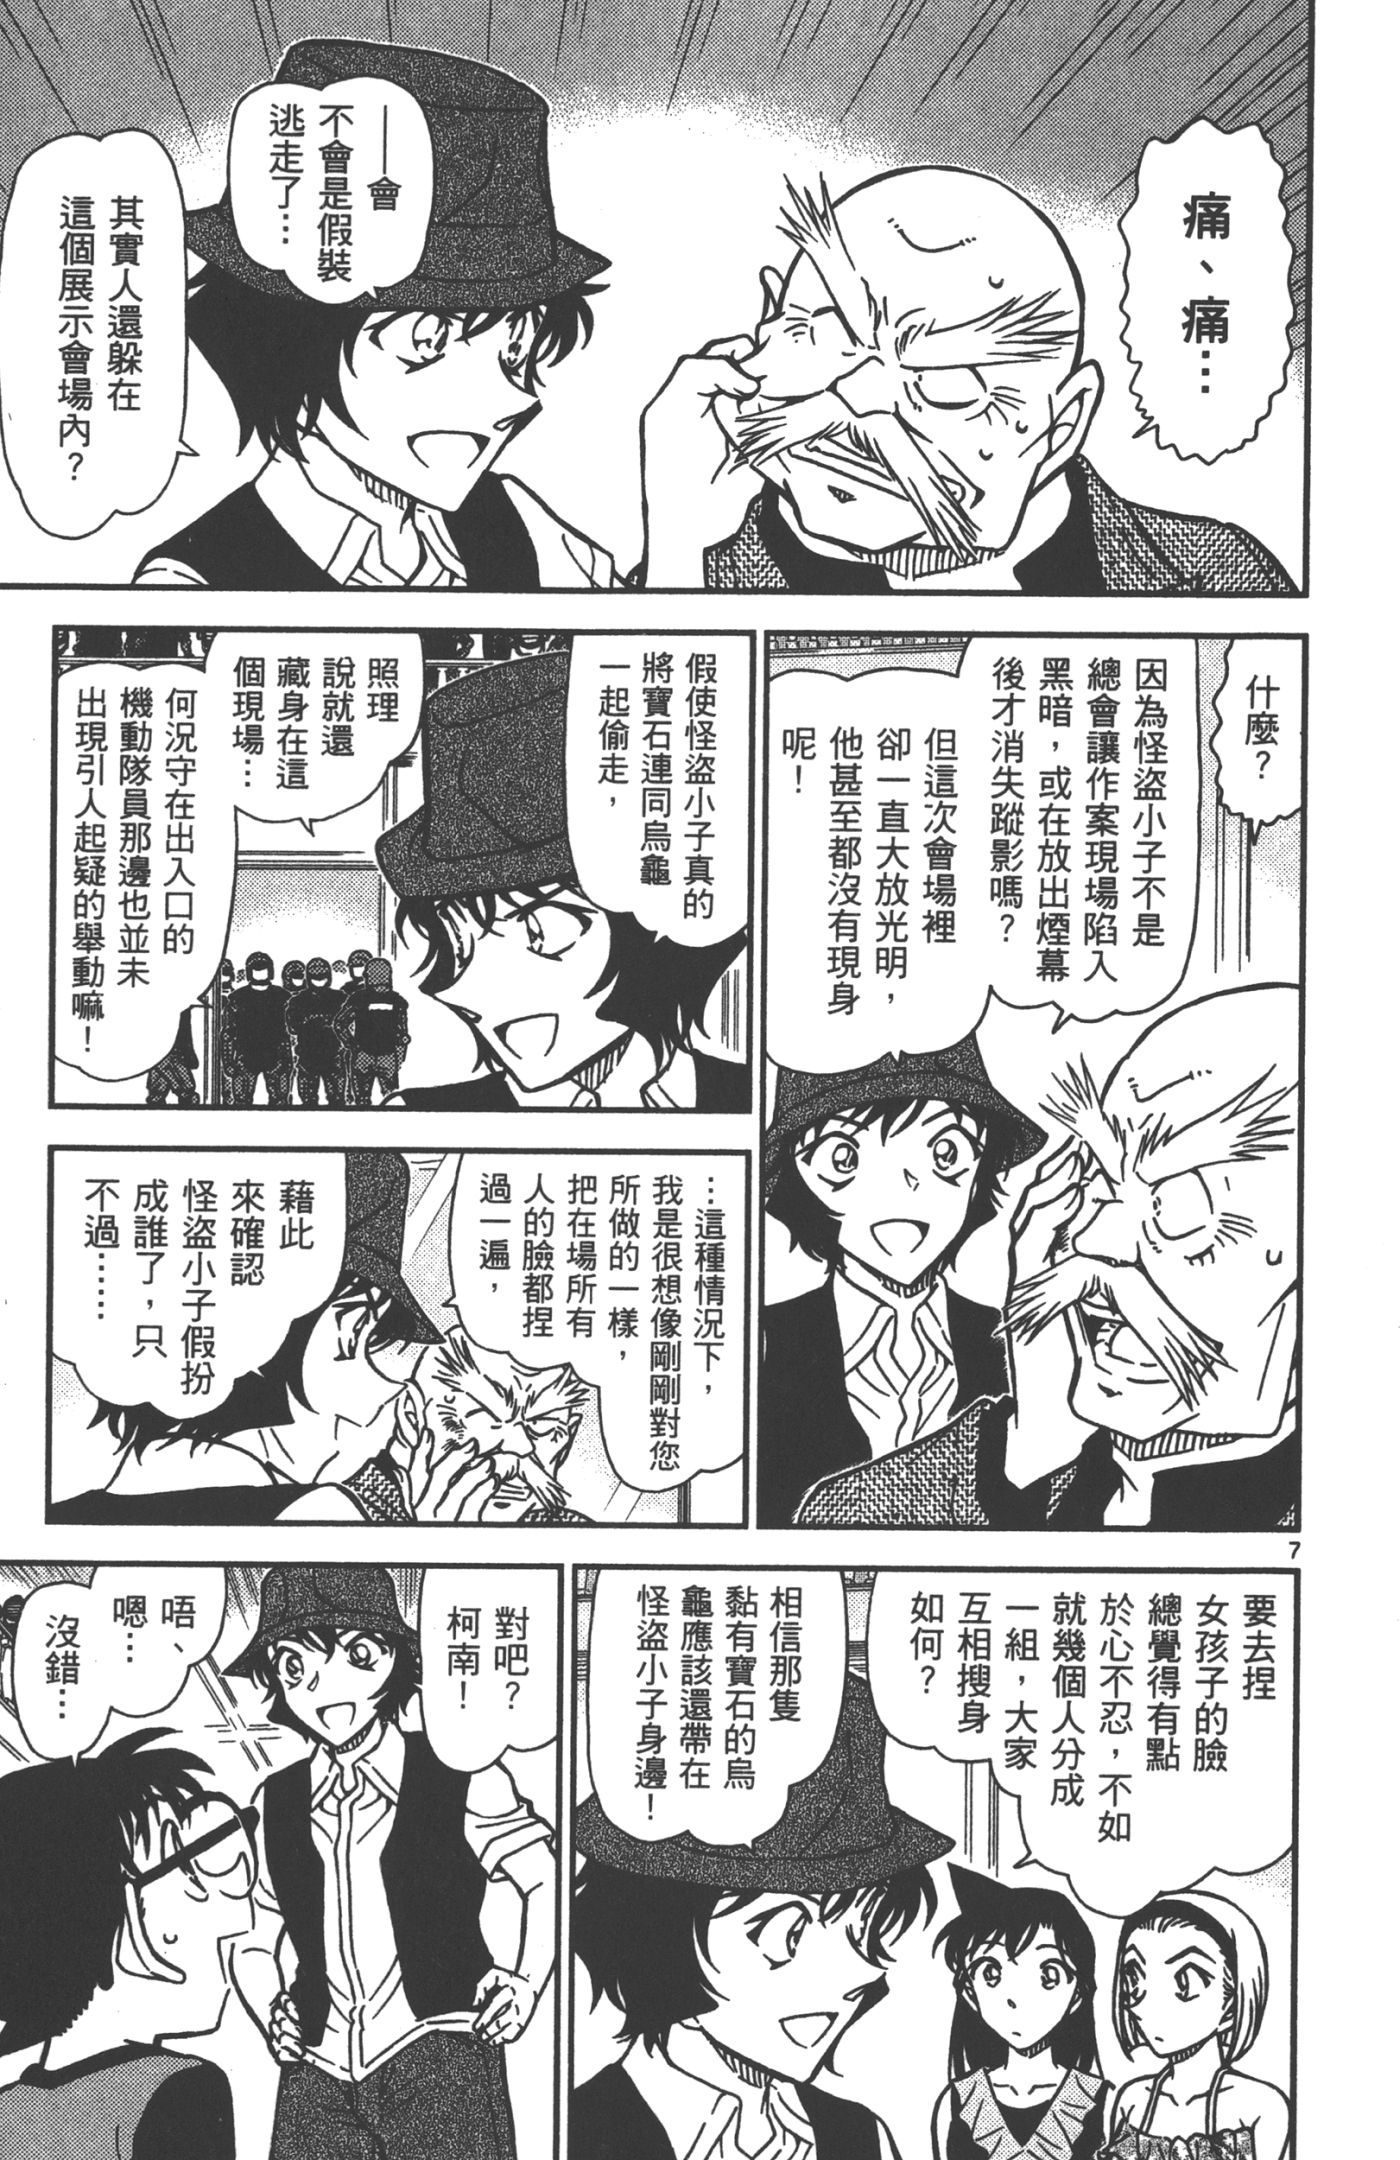 痛、痛…
——會
不會是假裝
逃走了…
其實人還躲在
這個展示會場內？
什麼？
因為怪盜小子不是
總會讓作案現場陷入
黑暗，或在放出煙幕
後才消失蹤影嗎？
但這次會場裡
卻一直大放光明，
他甚至都沒有現身
呢！
假使怪盜小子真的
將寶石連同烏龜
一起偷走，
照理
說就還
藏身在這
個現場…
何況守在出入口的
機動隊員那邊也並未
出現引人起疑的舉動嘛！
…這種情況下，
我是很想像剛剛對您
所做的一樣，
把在場所有
人的臉都捏
過一遍，
藉此
來確認
怪盜小子假扮
成誰了，只
不過……
7
要去捏
女孩子的臉
總覺得有點
於心不忍，不如
就幾個人分成
一組，大家
互相搜身
如何？
相信那隻
黏有寶石的烏
龜應該還帶在
怪盜小子身邊！
對吧？
柯南！
唔、
嗯…
沒錯…